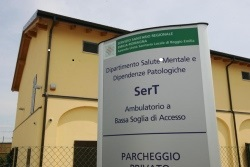 SERVIZIO SANITARIO REGIONALE
EMILIA-ROMAGNA
Azienda Unità Sanitaria Locale di Reggio Emilia
Dipartimento Salute Mentale e
Dipendenze Patologiche
SerT
Ambulatorio a
Bassa Soglia di Accesso
PARCHEGGIO
PRIVATO